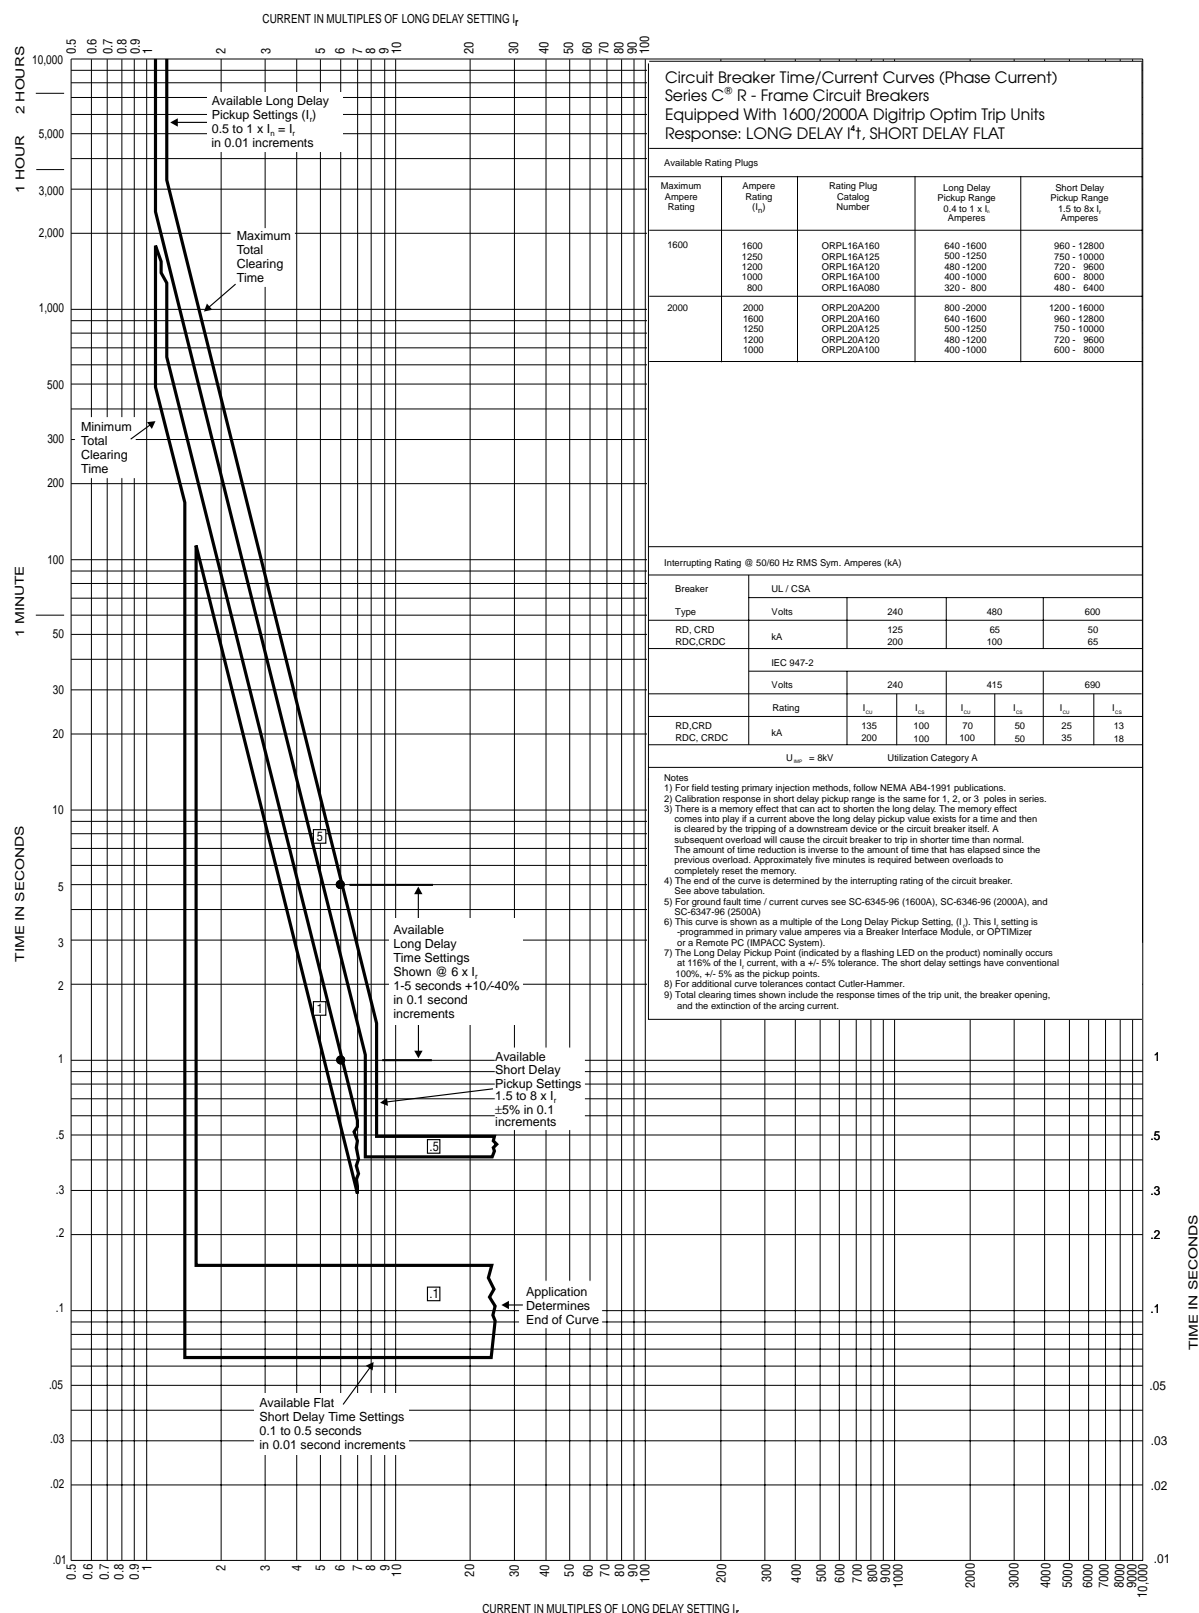 CURRENT IN MULTIPLES OF LONG DELAY SETTING Ir
0.5 0.6 0.7 0.8 0.9 1 2 3 4 5 6 7 8 9 10 20 30 40 50 60 70 80 90 100
1 MINUTE 1 HOUR 2 HOURS
TIME IN SECONDS
10,000
5,000
3,000
2,000
1,000
500
300
200
100
50
30
20
10
5
3
2
1
.5
.3
.2
.1
.05
.03
.02
.01
Available Long Delay
Pickup Settings (Ir)
0.5 to 1 x In = Ir
in 0.01 increments
Maximum
Total
Clearing
Time
Minimum
Total
Clearing
Time
5
1
Available
Long Delay
Time Settings
Shown @ 6 x Ir
1-5 seconds +10/-40%
in 0.1 second
increments
Available
Short Delay
Pickup Settings
1.5 to 8 x Ir
±5% in 0.1
increments
.5
.1
Application
Determines
End of Curve
Available Flat
Short Delay Time Settings
0.1 to 0.5 seconds
in 0.01 second increments
Circuit Breaker Time/Current Curves (Phase Current)
Series C® R - Frame Circuit Breakers
Equipped With 1600/2000A Digitrip Optim Trip Units
Response: LONG DELAY I⁴t, SHORT DELAY FLAT
Available Rating Plugs
Maximum Ampere Rating | Ampere Rating (In) | Rating Plug Catalog Number | Long Delay Pickup Range 0.4 to 1 x In Amperes | Short Delay Pickup Range 1.5 to 8x Ir Amperes
1600 1600 ORPL16A160 640 -1600 960 - 12800
1250 ORPL16A125 500 -1250 750 - 10000
1200 ORPL16A120 480 -1200 720 - 9600
1000 ORPL16A100 400 -1000 600 - 8000
800 ORPL16A080 320 - 800 480 - 6400
2000 2000 ORPL20A200 800 -2000 1200 - 16000
1600 ORPL20A160 640 -1600 960 - 12800
1250 ORPL20A125 500 -1250 750 - 10000
1200 ORPL20A120 480 -1200 720 - 9600
1000 ORPL20A100 400 -1000 600 - 8000
Interrupting Rating @ 50/60 Hz RMS Sym. Amperes (kA)
Breaker UL / CSA
Type Volts 240 480 600
RD, CRD kA 125 65 50
RDC,CRDC 200 100 65
IEC 947-2
Volts 240 415 690
Rating Icu Ics Icu Ics Icu Ics
RD,CRD kA 135 100 70 50 25 13
RDC, CRDC 200 100 100 50 35 18
UIMP = 8kV Utilization Category A
Notes
1) For field testing primary injection methods, follow NEMA AB4-1991 publications.
2) Calibration response in short delay pickup range is the same for 1, 2, or 3 poles in series.
3) There is a memory effect that can act to shorten the long delay. The memory effect
comes into play if a current above the long delay pickup value exists for a time and then
is cleared by the tripping of a downstream device or the circuit breaker itself. A
subsequent overload will cause the circuit breaker to trip in shorter time than normal.
The amount of time reduction is inverse to the amount of time that has elapsed since the
previous overload. Approximately five minutes is required between overloads to
completely reset the memory.
4) The end of the curve is determined by the interrupting rating of the circuit breaker.
See above tabulation.
5) For ground fault time / current curves see SC-6345-96 (1600A), SC-6346-96 (2000A), and
SC-6347-96 (2500A)
6) This curve is shown as a multiple of the Long Delay Pickup Setting, (Ir). This Ir setting is
-programmed in primary value amperes via a Breaker Interface Module, or OPTIMizer
or a Remote PC (IMPACC System).
7) The Long Delay Pickup Point (indicated by a flashing LED on the product) nominally occurs
at 116% of the Ir current, with a +/- 5% tolerance. The short delay settings have conventional
100%, +/- 5% as the pickup points.
8) For additional curve tolerances contact Cutler-Hammer.
9) Total clearing times shown include the response times of the trip unit, the breaker opening,
and the extinction of the arcing current.
1
.5
.3
.2
.1
.05
.03
.02
.01
TIME IN SECONDS
0.5 0.6 0.7 0.8 0.9 1 2 3 4 5 6 7 8 9 10 20 30 40 50 60 70 80 90 100 200 300 400 500 600 700 800 900 1000 2000 3000 4000 5000 6000 7000 8000 9000 10,000
CURRENT IN MULTIPLES OF LONG DELAY SETTING Ir